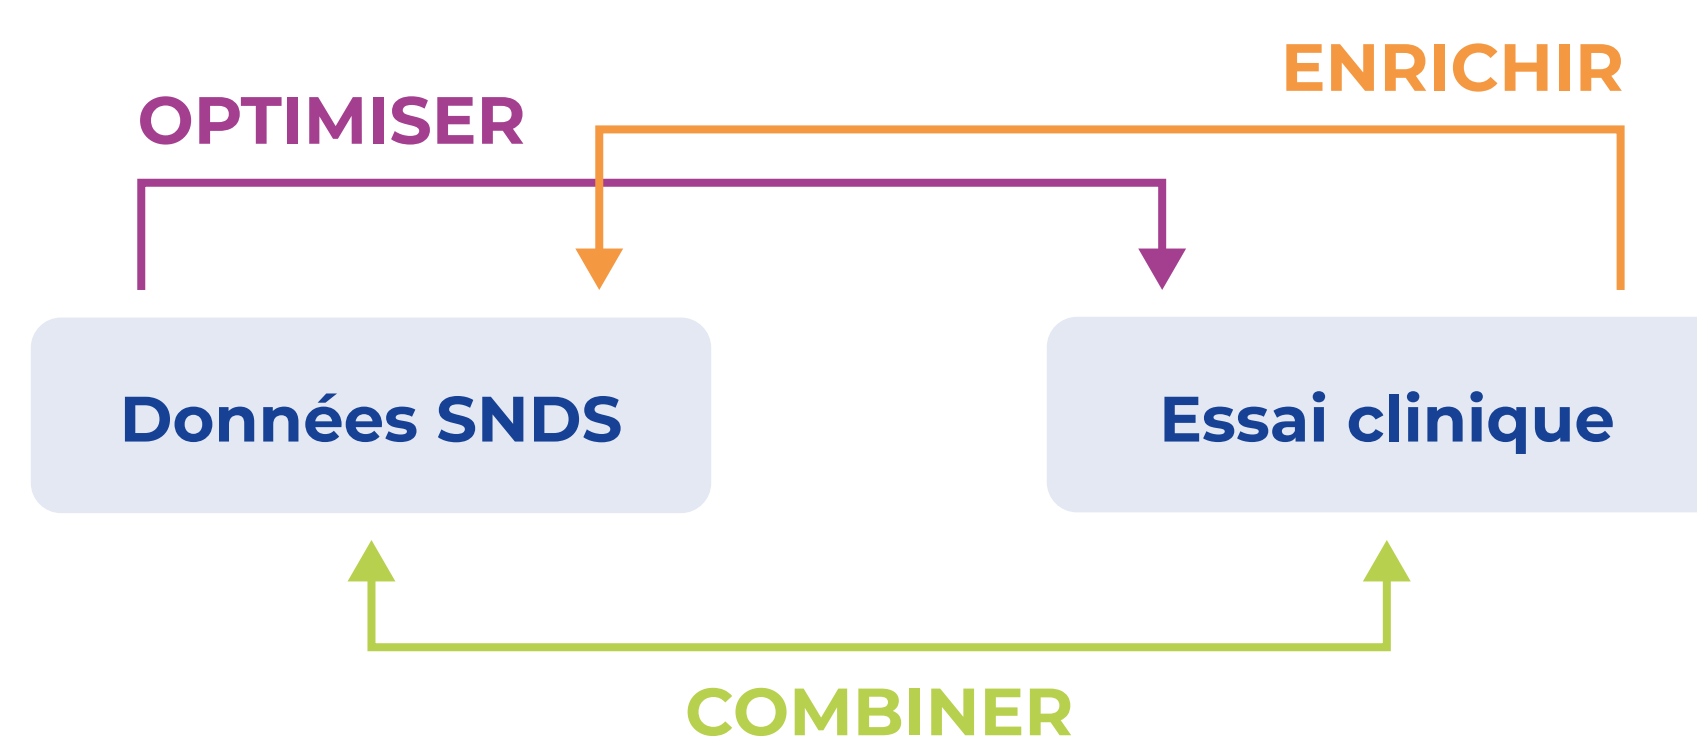 ENRICHIR
OPTIMISER
Données SNDS
Essai clinique
COMBINER